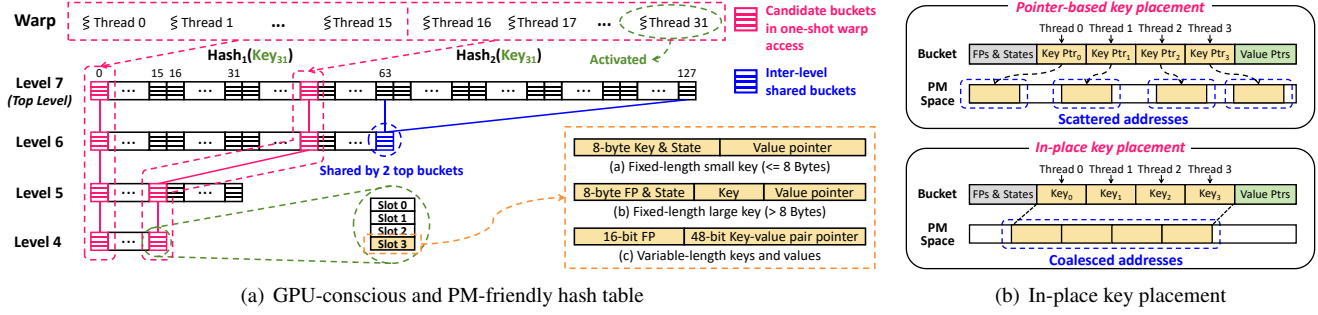 Warp
Thread 0
Thread 1
...
Thread 15
Thread 16
Thread 17
...
Thread 31
Candidate buckets
in one-shot warp
access
Hash1(Key31)
Hash2(Key31)
Activated
Level 7
(Top Level)
0
15 16
31
63
127
...
...
...
...
...
...
...
...
Inter-level
shared buckets
Level 6
...
...
...
...
Shared by 2 top buckets
Level 5
...
...
Level 4
...
Slot 0
Slot 1
Slot 2
Slot 3
8-byte Key & State
Value pointer
(a) Fixed-length small key (<= 8 Bytes)
8-byte FP & State
Key
Value pointer
(b) Fixed-length large key (> 8 Bytes)
16-bit FP
48-bit Key-value pair pointer
(c) Variable-length keys and values
(a) GPU-conscious and PM-friendly hash table
Pointer-based key placement
Thread 0
Thread 1
Thread 2
Thread 3
Bucket
FPs & States
Key Ptr0
Key Ptr1
Key Ptr2
Key Ptr3
Value Ptrs
PM
Space
Scattered addresses
In-place key placement
Thread 0
Thread 1
Thread 2
Thread 3
Bucket
FPs & States
Key0
Key1
Key2
Key3
Value Ptrs
PM
Space
Coalesced addresses
(b) In-place key placement